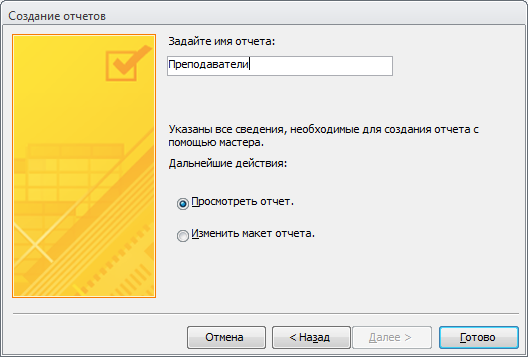 Создание отчетов
Задайте имя отчета:
Преподаватели
Указаны все сведения, необходимые для создания отчета с
помощью мастера.
Дальнейшие действия:
Просмотреть отчет.
Изменить макет отчета.
Отмена
< Назад
Далее >
Готово